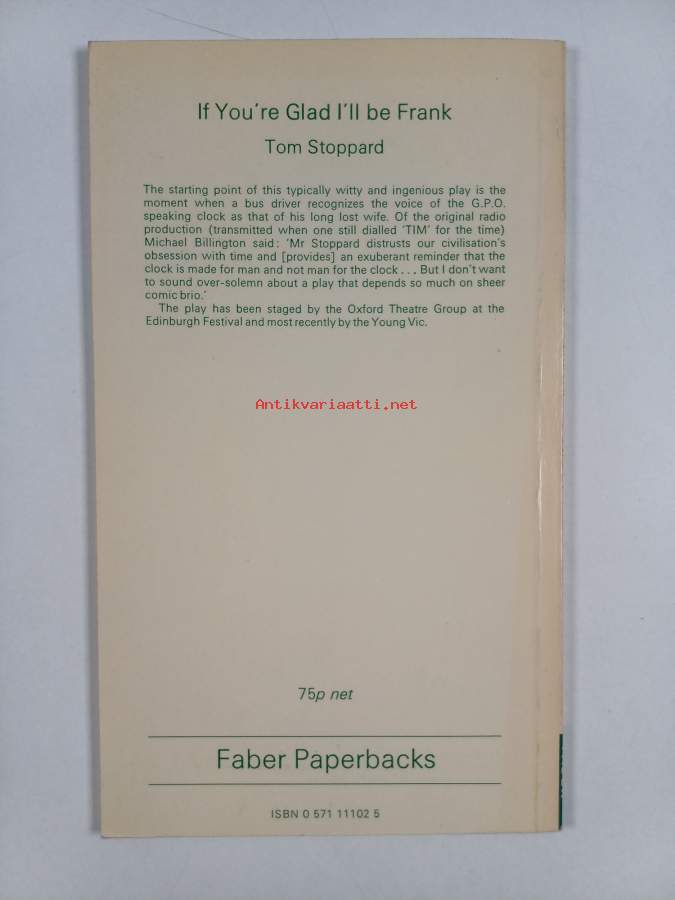 If You're Glad I'll be Frank
Tom Stoppard
The starting point of this typically witty and ingenious play is the
moment when a bus driver recognizes the voice of the G.P.O.
speaking clock as that of his long lost wife. Of the original radio
production (transmitted when one still dialled 'TIM' for the time)
Michael Billington said: 'Mr Stoppard distrusts our civilisation's
obsession with time and [provides] an exuberant reminder that the
clock is made for man and not man for the clock . . . But I don't want
to sound over-solemn about a play that depends so much on sheer
comic brio.'
The play has been staged by the Oxford Theatre Group at the
Edinburgh Festival and most recently by the Young Vic.
Antikvariaatti.net
75p net
Faber Paperbacks
ISBN 0 571 11102 5